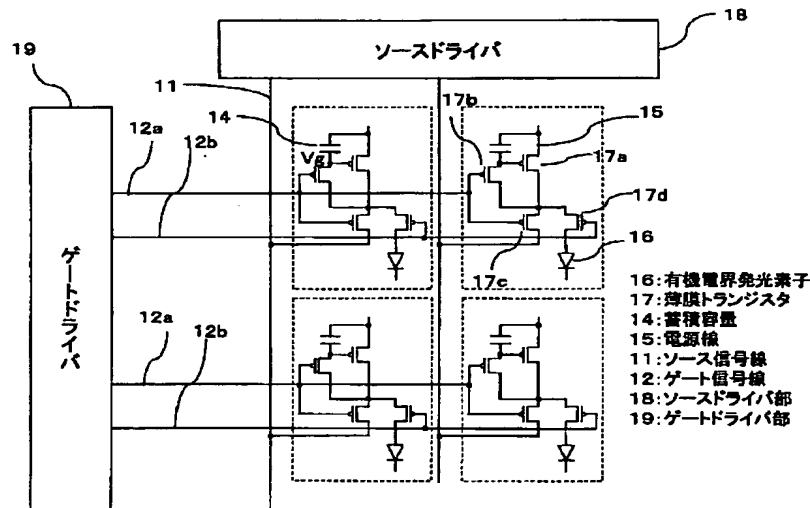 18
ソースドライバ
19
11
ゲートドライバ
12a
12b
14
Vg
17b
15
17a
17d
17c
16
12a
12b
16:有機電界発光素子
17:薄膜トランジスタ
14:蓄積容量
15:電源線
11:ソース信号線
12:ゲート信号線
18:ソースドライバ部
19:ゲートドライバ部